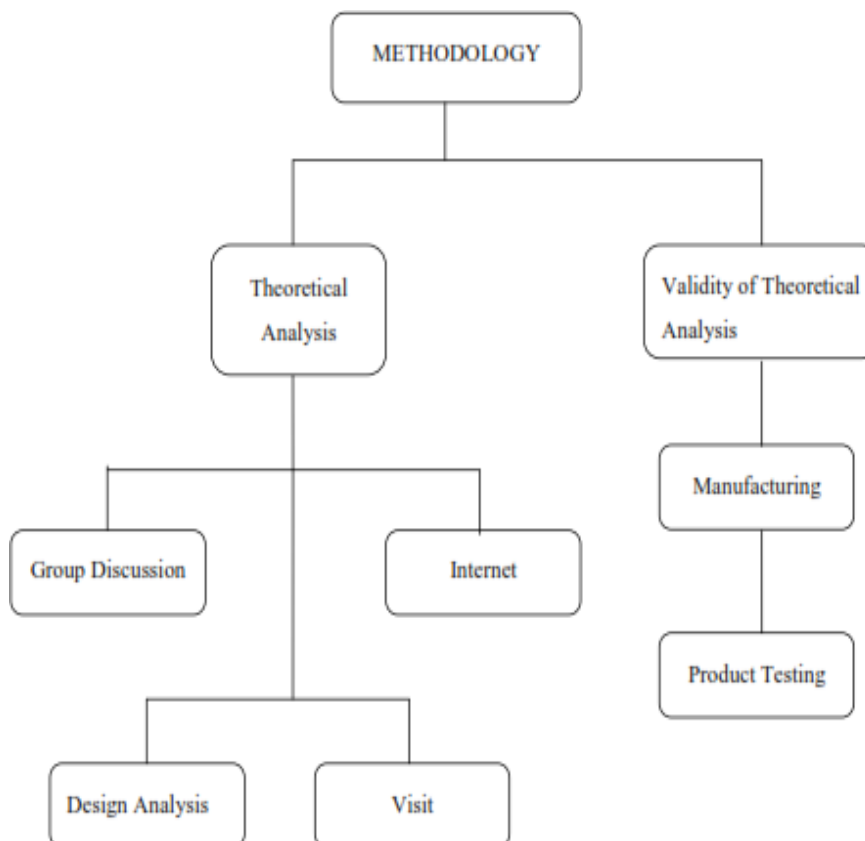 METHODOLOGY
Theoretical
Analysis
Validity of Theoretical
Analysis
Manufacturing
Group Discussion
Internet
Product Testing
Design Analysis
Visit